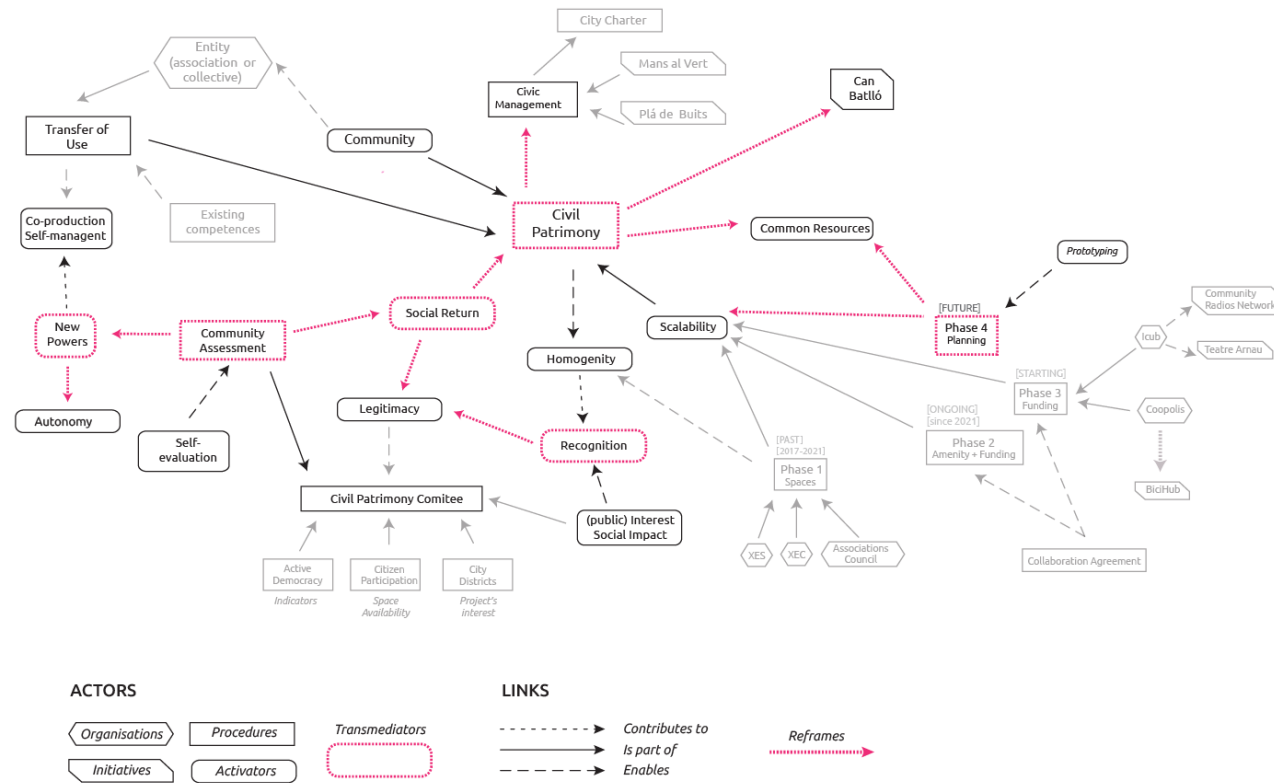 City Charter
Entity
(association or
collective)
Mans al Vert
Civic
Management
Can
Batlló
Plá de Buits
Transfer of
Use
Community
Co-production
Self-managent
Existing
competences
Civil
Patrimony
Common Resources
Prototyping
Community
Radios Network
[FUTURE]
Phase 4
Planning
Social Return
New
Powers
Community
Assessment
Scalability
Icub
Teatre Arnau
Homogenity
[STARTING]
Phase 3
Funding
Legitimacy
Coopolis
Autonomy
[ONGOING]
[since 2021]
Phase 2
Amenity + Funding
Self-
evaluation
Recognition
[PAST]
[2017-2021]
Phase 1
Spaces
BiciHub
Civil Patrimony Comitee
(public) Interest
Social Impact
XES
XEC
Associations
Council
Collaboration Agreement
Active
Democracy
Citizen
Participation
City
Districts
Indicators
Space
Availability
Project's
interest
ACTORS
LINKS
Organisations
Procedures
Transmediators
Contributes to
Is part of
Enables
Reframes
Initiatives
Activators